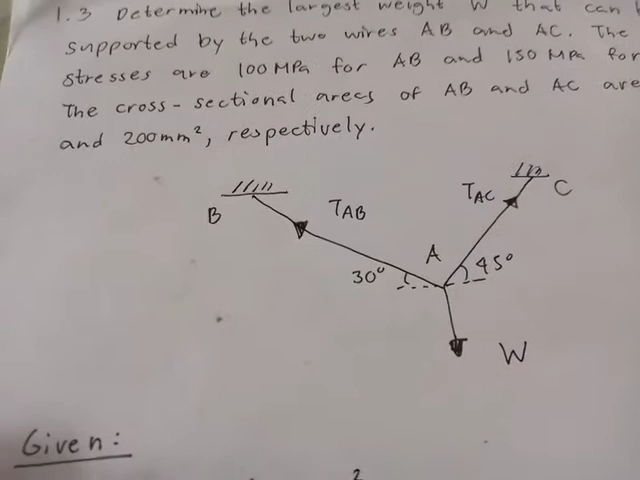 1.3 Determine the largest weight W that can
supported by the two wires AB and AC. The
stresses are 100 MPa for AB and 150 MPa for
The cross-sectional areas of AB and AC are
and 200mm², respectively.
B
TAB
TAC
C
A
30°
45°
W
Given:
2